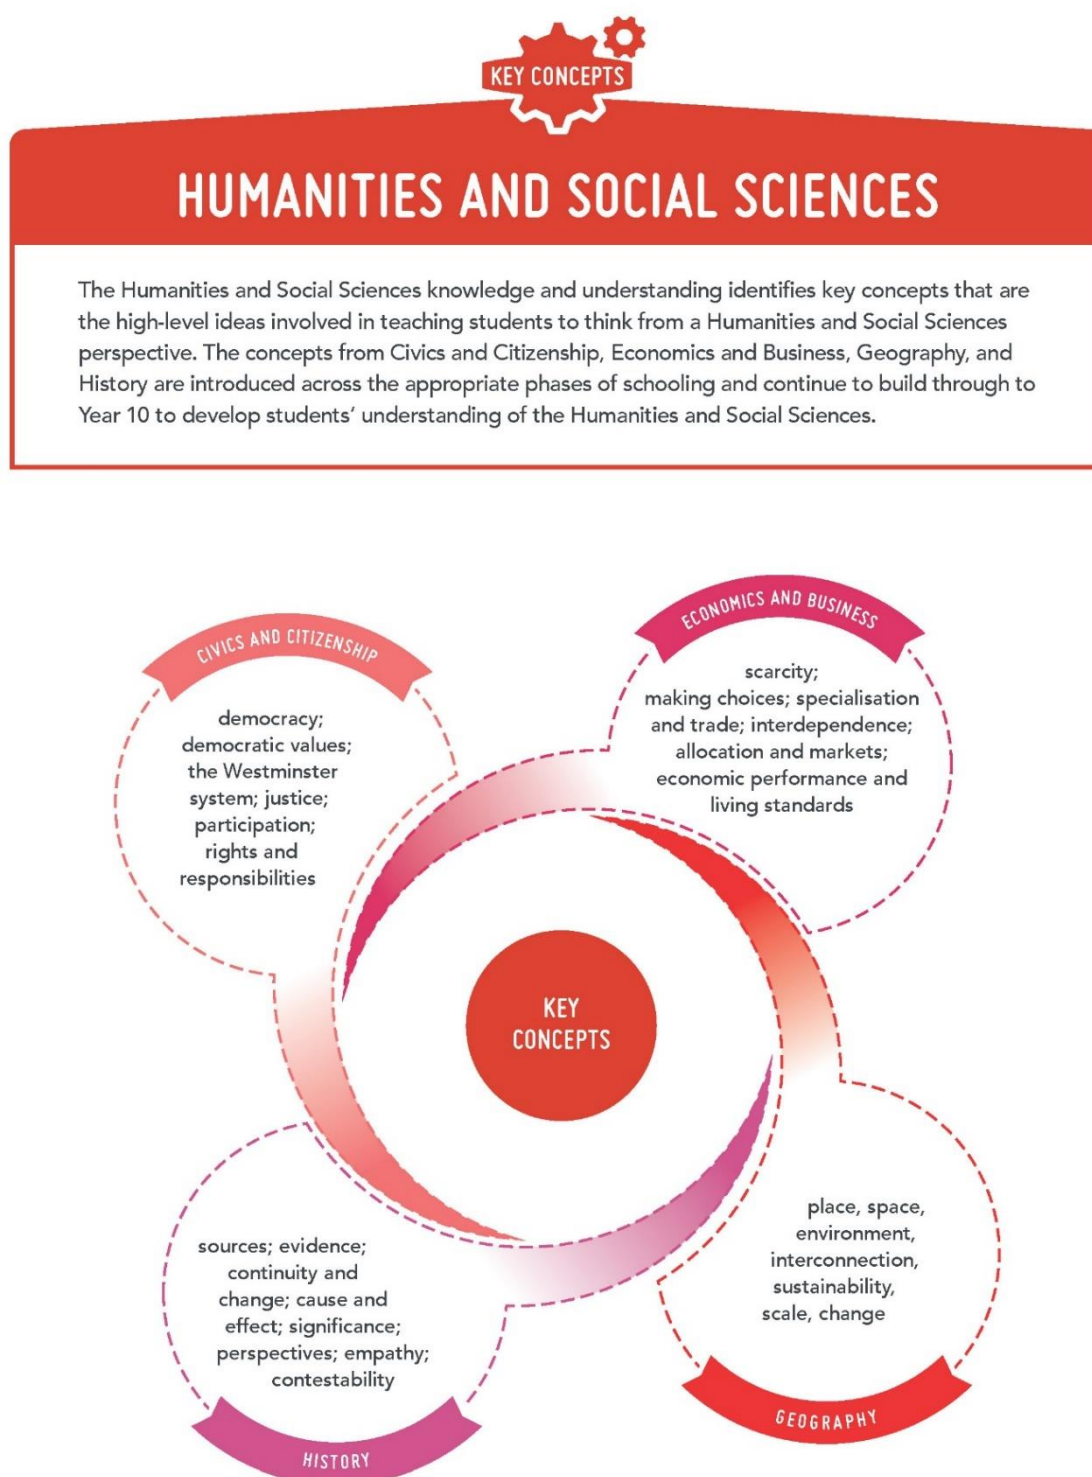 KEY CONCEPTS
HUMANITIES AND SOCIAL SCIENCES
The Humanities and Social Sciences knowledge and understanding identifies key concepts that are
the high-level ideas involved in teaching students to think from a Humanities and Social Sciences
perspective. The concepts from Civics and Citizenship, Economics and Business, Geography, and
History are introduced across the appropriate phases of schooling and continue to build through to
Year 10 to develop students’ understanding of the Humanities and Social Sciences.
CIVICS AND CITIZENSHIP
democracy;
democratic values;
the Westminster
system; justice;
participation;
rights and
responsibilities
ECONOMICS AND BUSINESS
scarcity;
making choices; specialisation
and trade; interdependence;
allocation and markets;
economic performance and
living standards
KEY
CONCEPTS
sources; evidence;
continuity and
change; cause and
effect; significance;
perspectives; empathy;
contestability
HISTORY
place, space,
environment,
interconnection,
sustainability,
scale, change
GEOGRAPHY